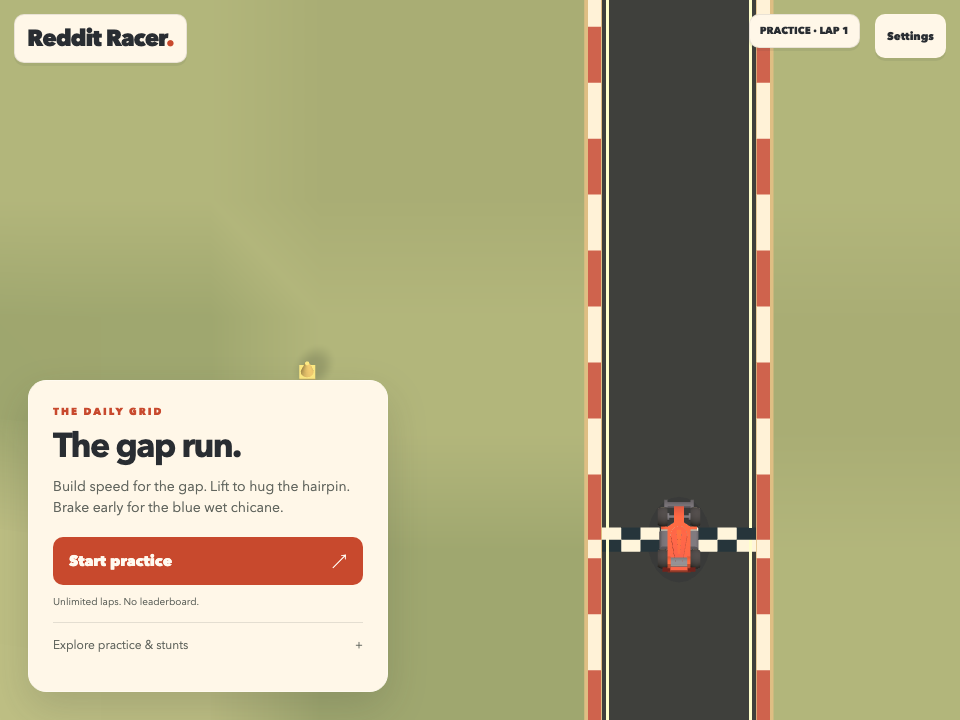 Reddit Racer.
PRACTICE • LAP 1
Settings
THE DAILY GRID
The gap run.
Build speed for the gap. Lift to hug the hairpin.
Brake early for the blue wet chicane.
Start practice ↗
Unlimited laps. No leaderboard.
Explore practice & stunts +